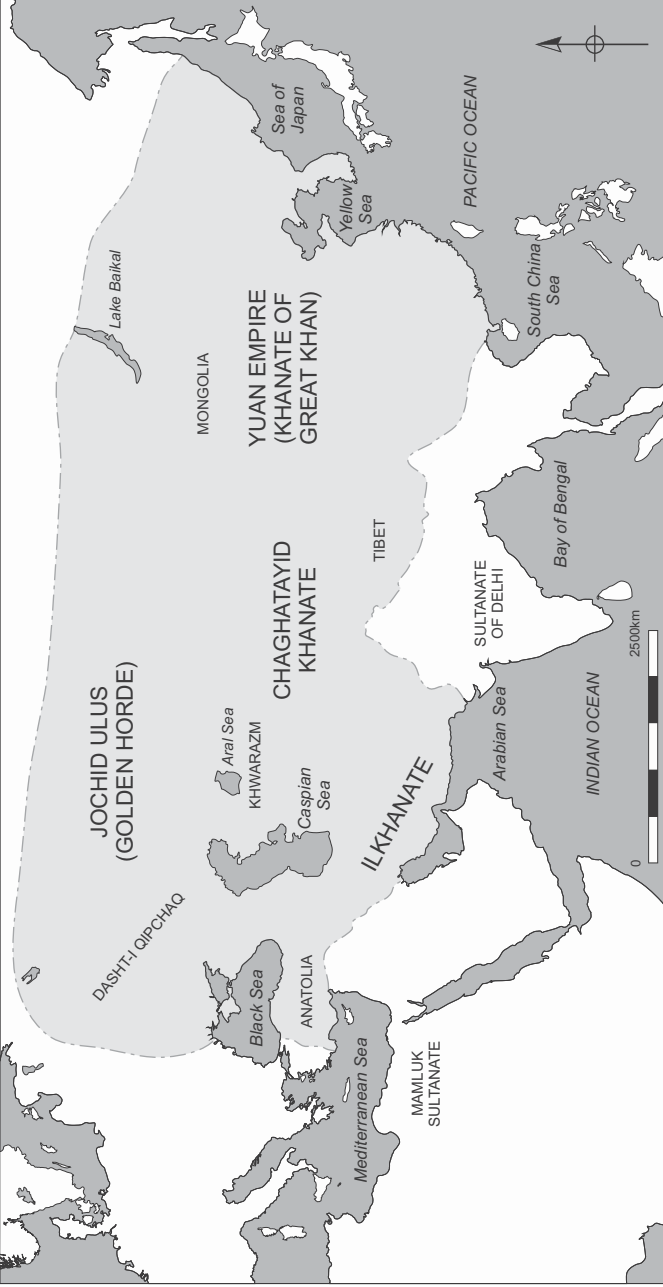 JOCHID ULUS
(GOLDEN HORDE)
DASHT-I QIPCHAQ
Lake Baikal
MONGOLIA
YUAN EMPIRE
(KHANATE OF
GREAT KHAN)
Sea of
Japan
Yellow
Sea
PACIFIC OCEAN
Aral Sea
KHWARAZM
Caspian
Sea
CHAGHATAYID
KHANATE
Black Sea
ANATOLIA
ILKHANATE
TIBET
Mediterranean Sea
MAMLUK
SULTANATE
SULTANATE
OF DELHI
Arabian Sea
Bay of Bengal
South China
Sea
INDIAN OCEAN
0
2500km